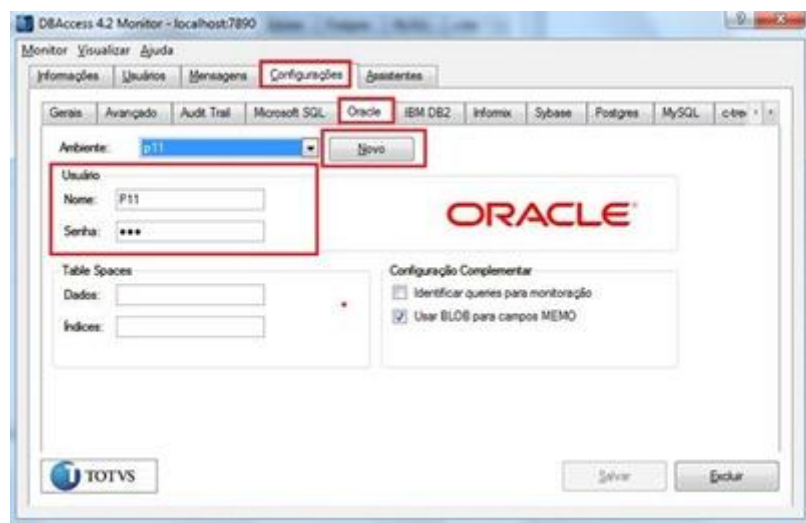 DBAccess 4.2 Monitor - localhost:7890
Monitor Visualizar Ajuda
Informações Usuários Mensagens Configurações Assistentes
Gerais Avançado Audit Trail Microsoft SQL Oracle IBM DB2 Informix Sybase Postgres MySQL c-tree
Ambiente: p11 Novo
Usuário
Nome: P11
Senha: •••
ORACLE
Table Spaces
Dados:
Índices:
Configuração Complementar
Identificar queries para monitoração
Usar BLOB para campos MEMO
TOTVS
Salvar Excluir